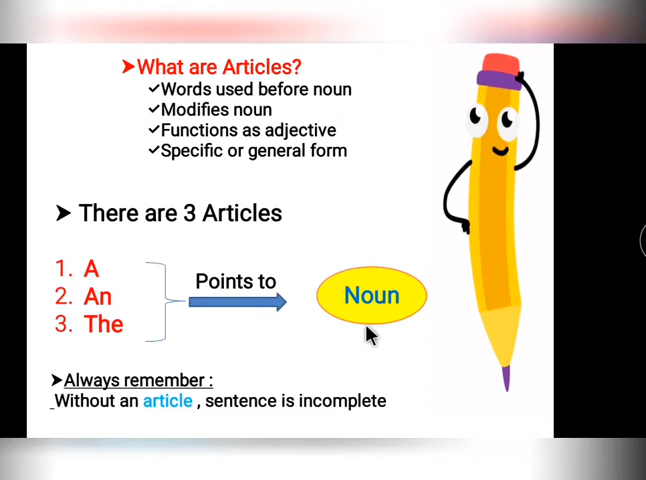 ➤What are Articles?
✓Words used before noun
✓Modifies noun
✓Functions as adjective
✓Specific or general form
➤ There are 3 Articles
1. A
2. An
3. The
Points to
Noun
➤Always remember :
Without an article , sentence is incomplete